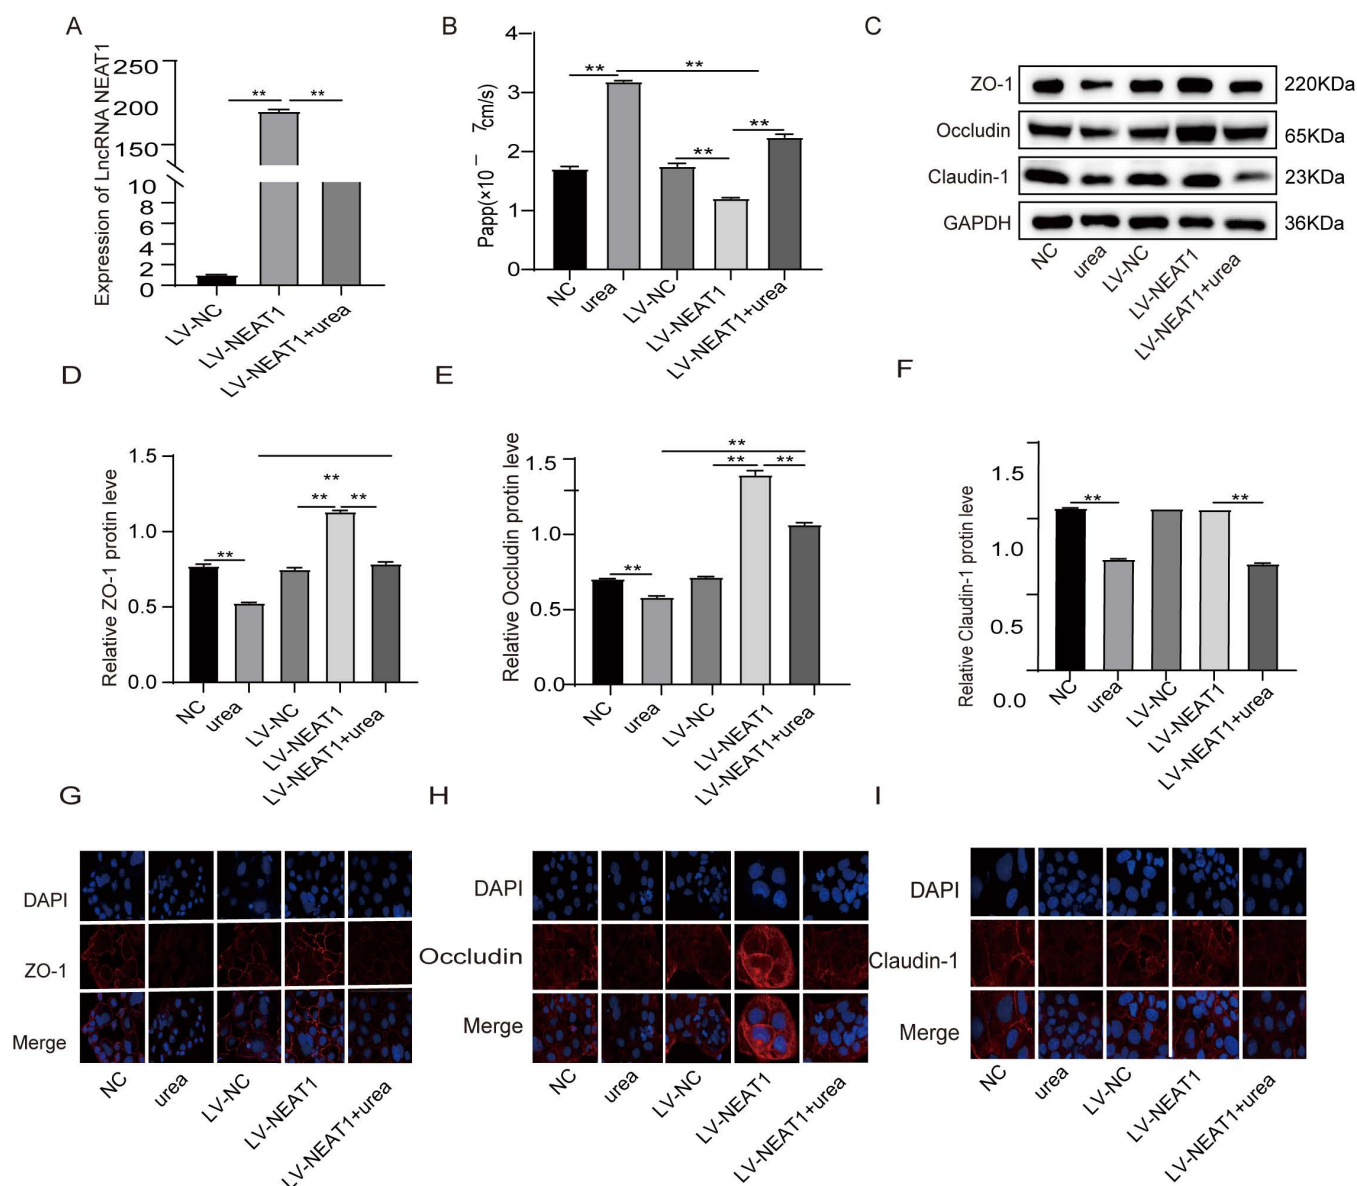 A
Expression of LncRNA NEAT1
250
200
150
10
8
6
4
2
0
**
**
LV-NC
LV-NEAT1
LV-NEAT1+urea
B
Papp(×10⁻ 7cm/s)
4
3
2
1
0
**
**
**
**
NC
urea
LV-NC
LV-NEAT1
LV-NEAT1+urea
C
ZO-1
220KDa
Occludin
65KDa
Claudin-1
23KDa
GAPDH
36KDa
NC
urea
LV-NC
LV-NEAT1
LV-NEAT1+urea
D
Relative ZO-1 protin leve
1.5
1.0
0.5
0.0
**
**
**
**
NC
urea
LV-NC
LV-NEAT1
LV-NEAT1+urea
E
Relative Occludin protin level
1.5
1.0
0.5
0.0
**
**
**
**
NC
urea
LV-NC
LV-NEAT1
LV-NEAT1+urea
F
Relative Claudin-1 protin level
1.5
1.0
0.5
0.0
**
**
NC
urea
LV-NC
LV-NEAT1
LV-NEAT1+urea
G
DAPI
ZO-1
Merge
NC
urea
LV-NC
LV-NEAT1
LV-NEAT1+urea
H
DAPI
Occludin
Merge
NC
urea
LV-NC
LV-NEAT1
LV-NEAT1+urea
I
DAPI
Claudin-1
Merge
NC
urea
LV-NC
LV-NEAT1
LV-NEAT1+urea